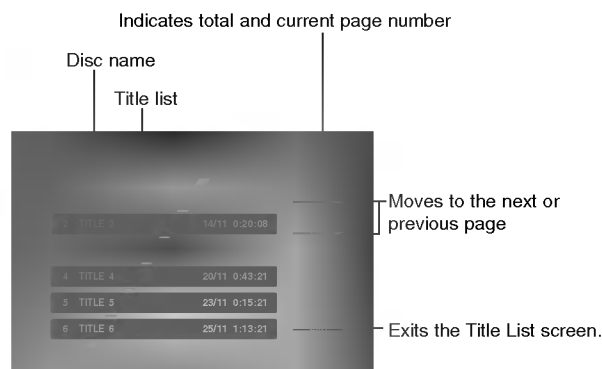 Indicates total and current page number
Disc name
Title list
Moves to the next or
previous page
2 TITLE 2 14/11 0:20:08
4 TITLE 4 20/11 0:43:21
5 TITLE 5 23/11 0:15:21
6 TITLE 6 25/11 1:13:21
Exits the Title List screen.